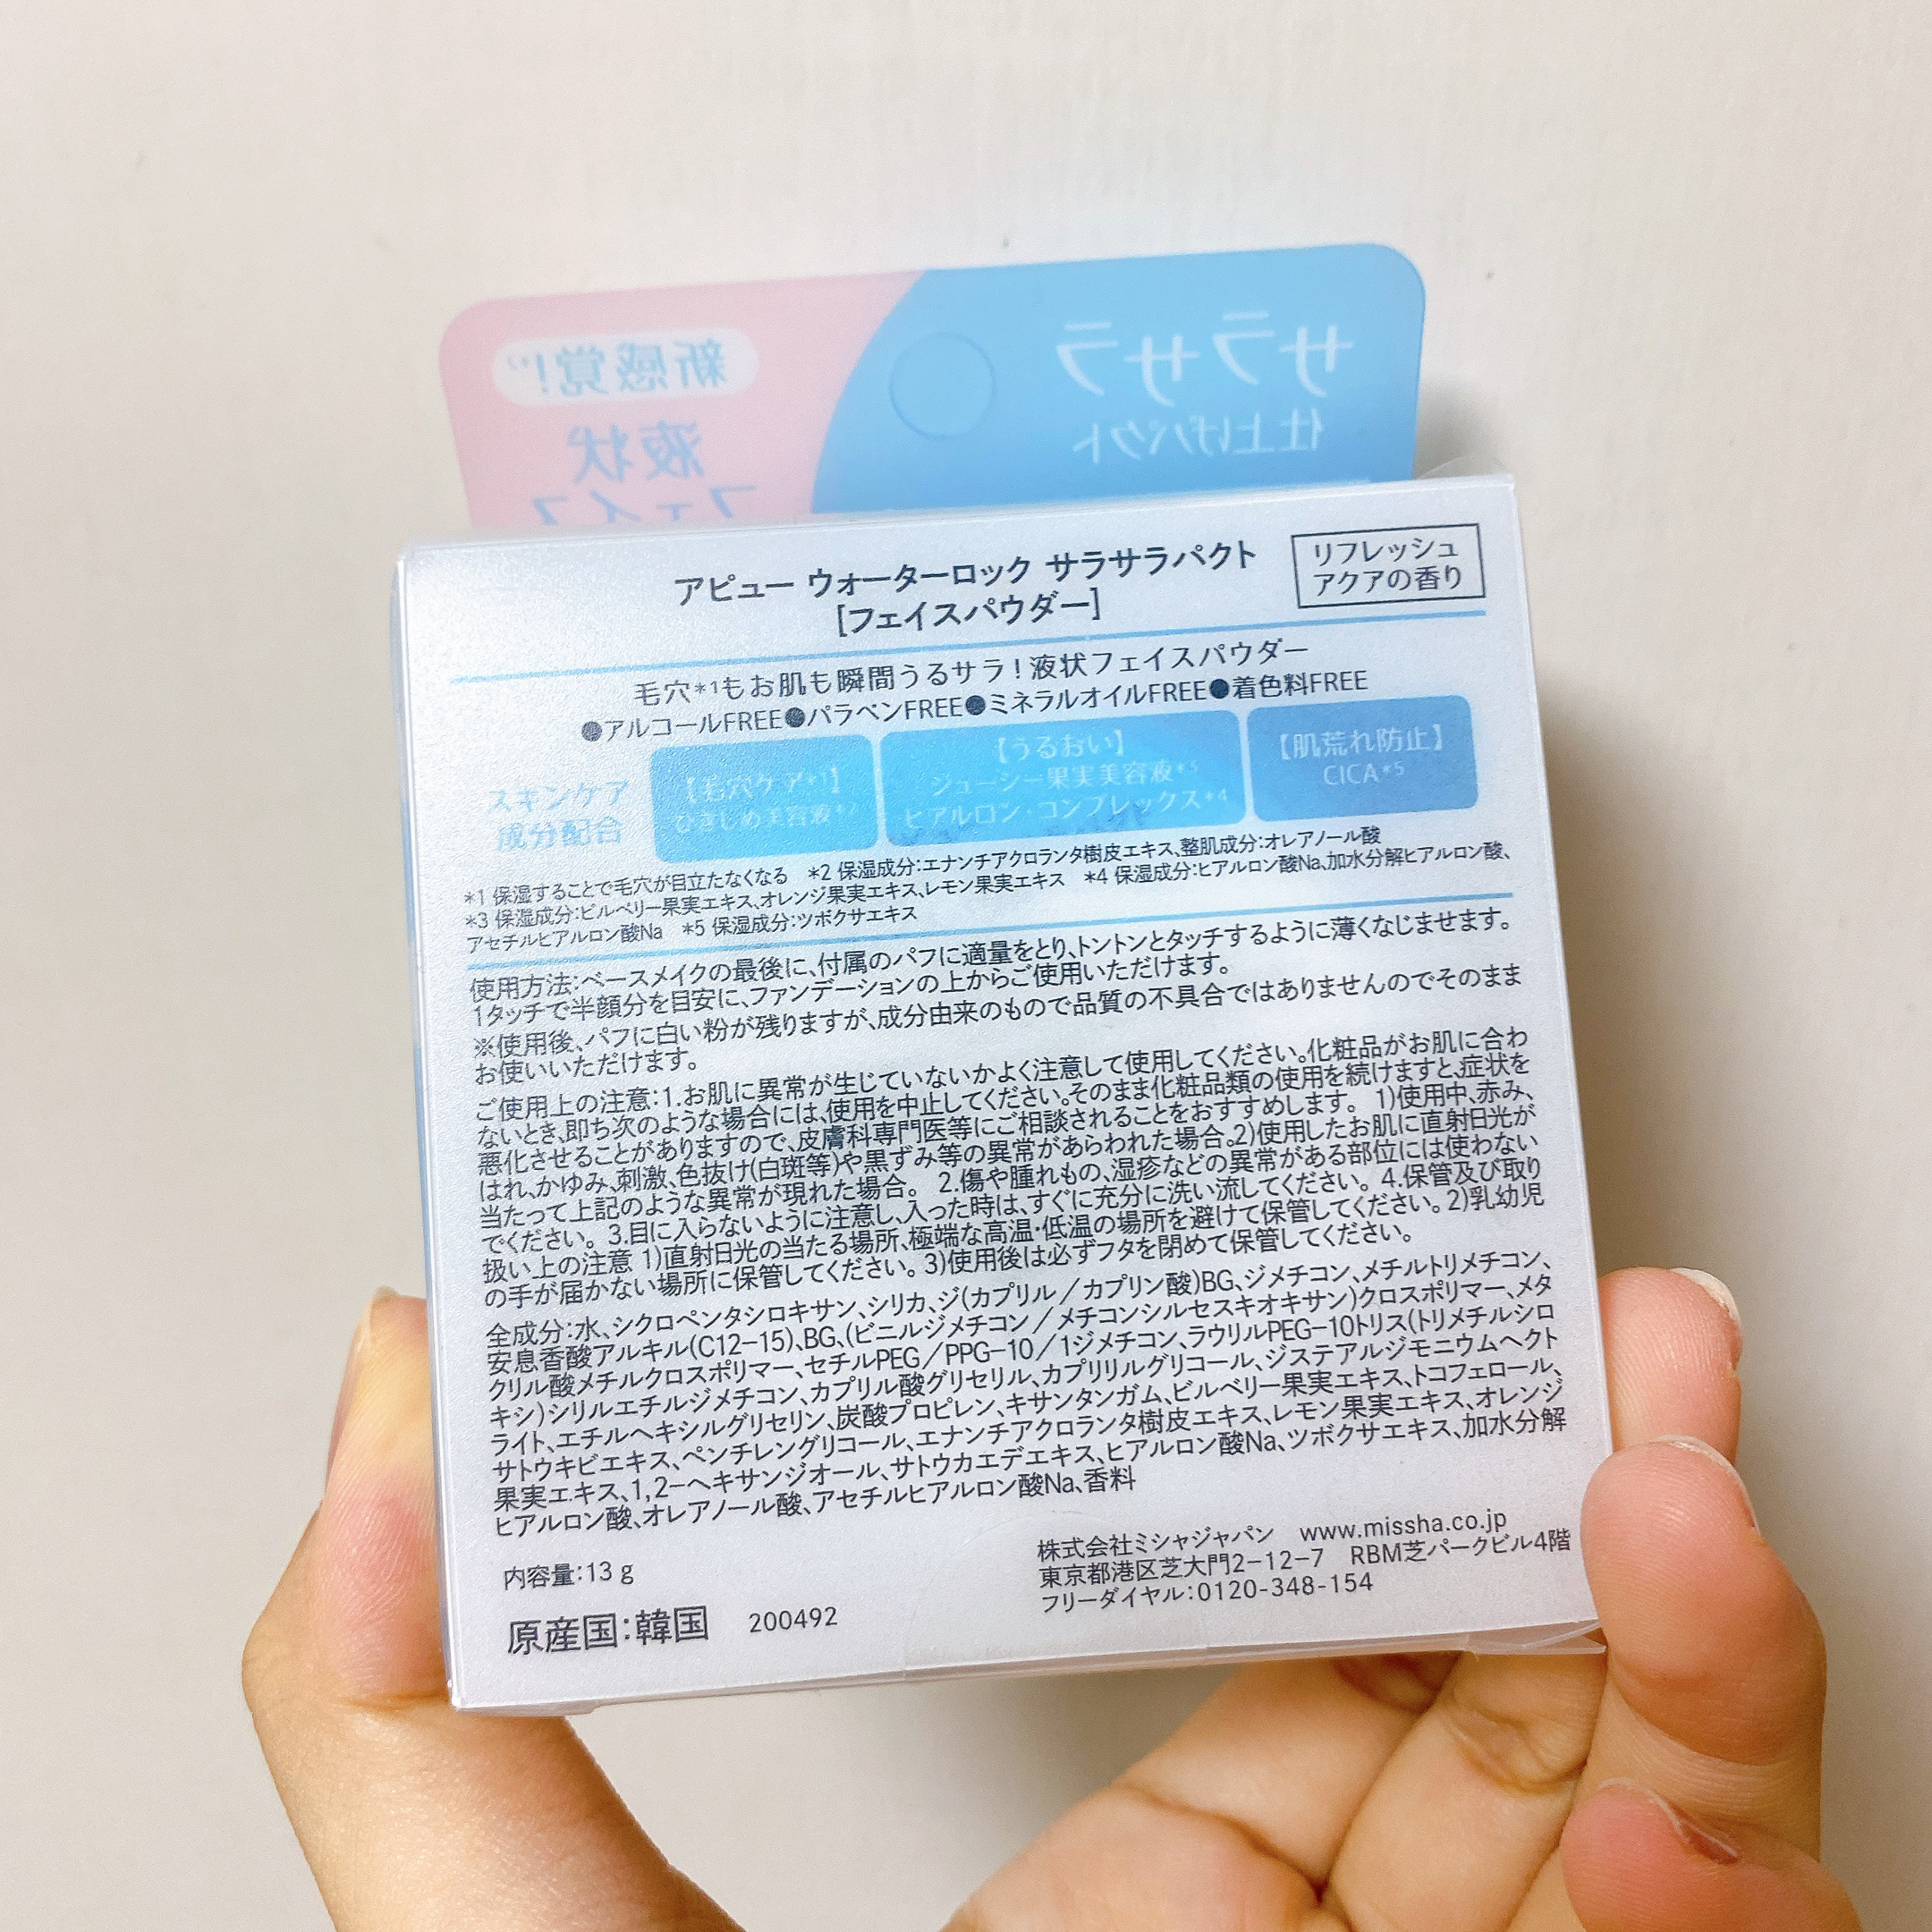 サラサラ
仕上げパクト
新感覚!
液状
フェイス
アピュー ウォーターロック サラサラパクト
[フェイスパウダー]
リフレッシュ
アクアの香り
毛穴*1もお肌も瞬間うるサラ!液状フェイスパウダー
●アルコールFREE●パラベンFREE●ミネラルオイルFREE●着色料FREE
スキンケア
成分配合
【毛穴ケア*1】
ひきしめ美容液*2
【うるおい】
ジューシー果実美容液*3
ヒアルロン・コンプレックス*4
【肌荒れ防止】
CICA*5
*1 保湿することで毛穴が目立たなくなる *2 保湿成分:エナンチアクロランタ樹皮エキス、整肌成分:オレアノール酸
*3 保湿成分:ビルベリー果実エキス、オレンジ果実エキス、レモン果実エキス *4 保湿成分:ヒアルロン酸Na、加水分解ヒアルロン酸、
アセチルヒアルロン酸Na *5 保湿成分:ツボクサエキス
使用方法:ベースメイクの最後に、付属のパフに適量をとり、トントンとタッチするように薄くなじませます。
1タッチで半顔分を目安に、ファンデーションの上からご使用いただけます。
※使用後、パフに白い粉が残りますが、成分由来のもので品質の不具合ではありませんのでそのまま
お使いいただけます。
ご使用上の注意:1.お肌に異常が生じていないかよく注意して使用してください。化粧品がお肌に合わ
ないとき、即ち次のような場合には、使用を中止してください。そのまま化粧品類の使用を続けますと、症状を
悪化させることがありますので、皮膚科専門医等にご相談されることをおすすめします。 1)使用中、赤み、
はれ、かゆみ、刺激、色抜け(白斑等)や黒ずみ等の異常があらわれた場合。2)使用したお肌に直射日光が
当たって上記のような異常が現れた場合。 2.傷や腫れもの、湿疹などの異常がある部位には使わない
でください。 3.目に入らないように注意し、入った時は、すぐに充分に洗い流してください。 4.保管及び取り
扱い上の注意 1)直射日光の当たる場所、極端な高温・低温の場所を避けて保管してください。 2)乳幼児
の手が届かない場所に保管してください。 3)使用後は必ずフタを閉めて保管してください。
全成分:水、シクロペンタシロキサン、シリカ、ジ(カプリル/カプリン酸)BG、ジメチコン、メチルトリメチコン、
安息香酸アルキル(C12-15)、BG、(ビニルジメチコン/メチコンシルセスキオキサン)クロスポリマー、メタ
クリル酸メチルクロスポリマー、セチルPEG/PPG-10/1ジメチコン、ラウリルPEG-10トリス(トリメチルシロ
キシ)シリルエチルジメチコン、カプリル酸グリセリル、カプリリルグリコール、ジステアルジモニウムヘクト
ライト、エチルヘキシルグリセリン、炭酸プロピレン、キサンタンガム、ビルベリー果実エキス、トコフェロール、
サトウキビエキス、ペンチレングリコール、エナンチアクロランタ樹皮エキス、レモン果実エキス、オレンジ
果実エキス、1,2-ヘキサンジオール、サトウカエデエキス、ヒアルロン酸Na、ツボクサエキス、加水分解
ヒアルロン酸、オレアノール酸、アセチルヒアルロン酸Na、香料
内容量:13 g
原産国:韓国 200492
株式会社ミシャジャパン www.missha.co.jp
東京都港区芝大門2-12-7 RBM芝パークビル4階
フリーダイヤル:0120-348-154